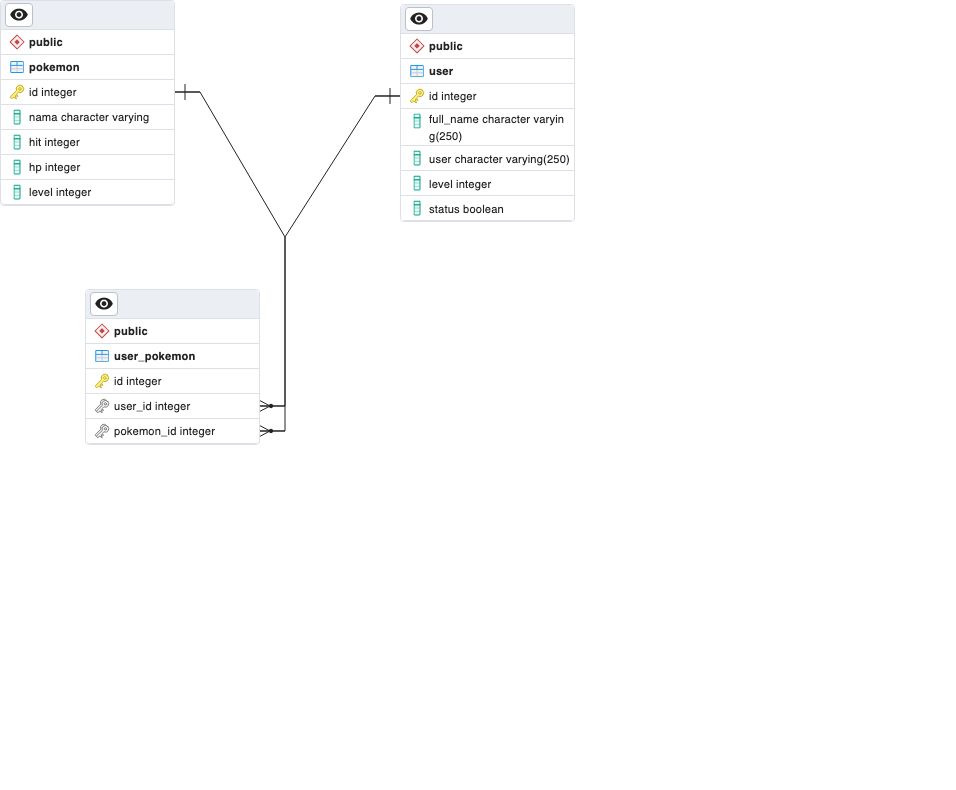 public
pokemon
id integer
nama character varying
hit integer
hp integer
level integer
public
user
id integer
full_name character varyin
g(250)
user character varying(250)
level integer
status boolean
public
user_pokemon
id integer
user_id integer
pokemon_id integer